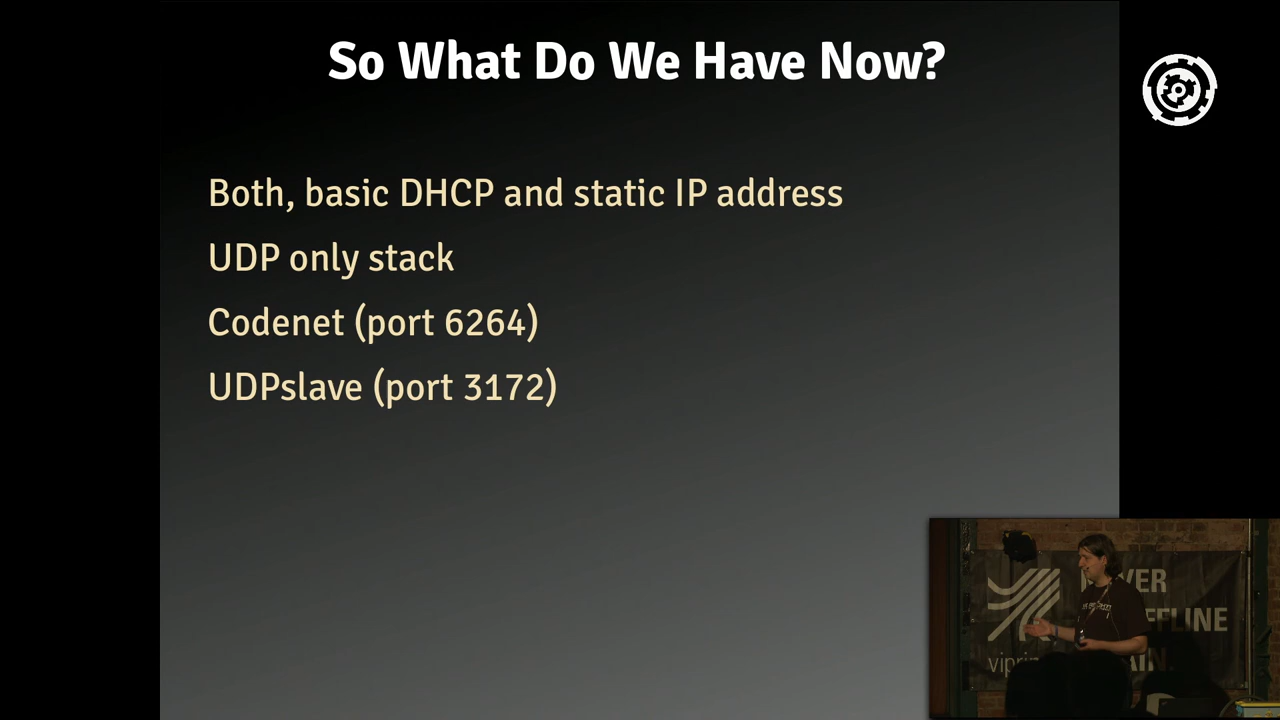 So What Do We Have Now?
Both, basic DHCP and static IP address
UDP only stack
Codenet (port 6264)
UDPslave (port 3172)